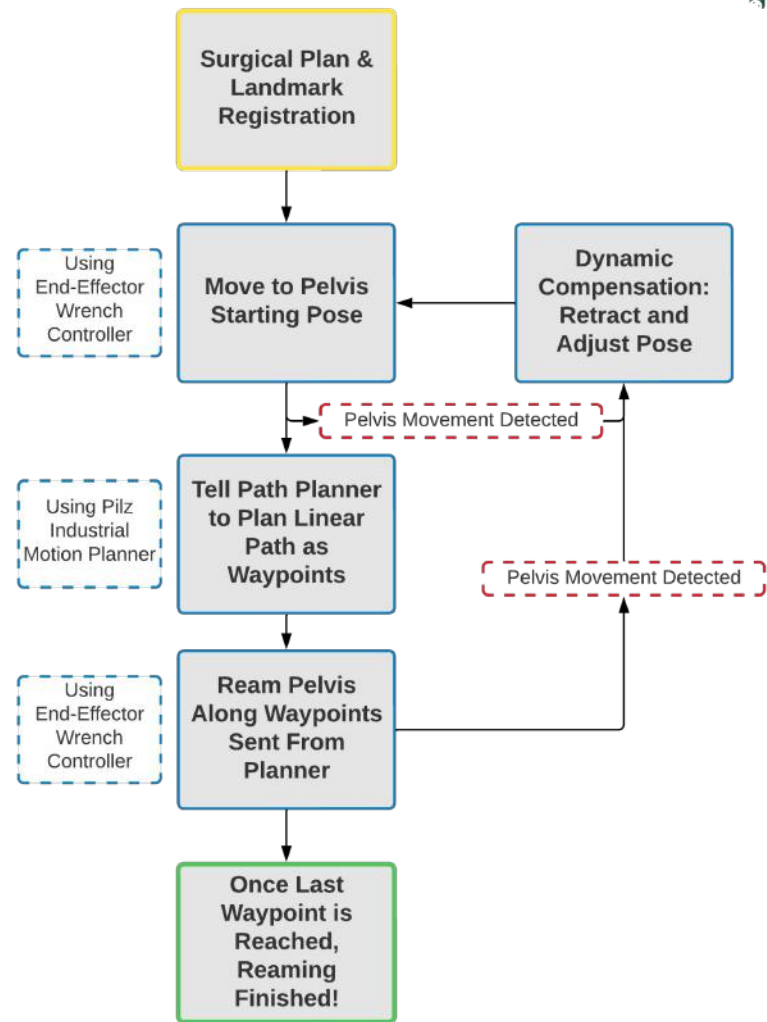 Surgical Plan &
Landmark
Registration
Using
End-Effector
Wrench
Controller
Move to Pelvis
Starting Pose
Dynamic
Compensation:
Retract and
Adjust Pose
Pelvis Movement Detected
Using Pilz
Industrial
Motion Planner
Tell Path Planner
to Plan Linear
Path as
Waypoints
Pelvis Movement Detected
Using
End-Effector
Wrench
Controller
Ream Pelvis
Along Waypoints
Sent From
Planner
Once Last
Waypoint is
Reached,
Reaming
Finished!